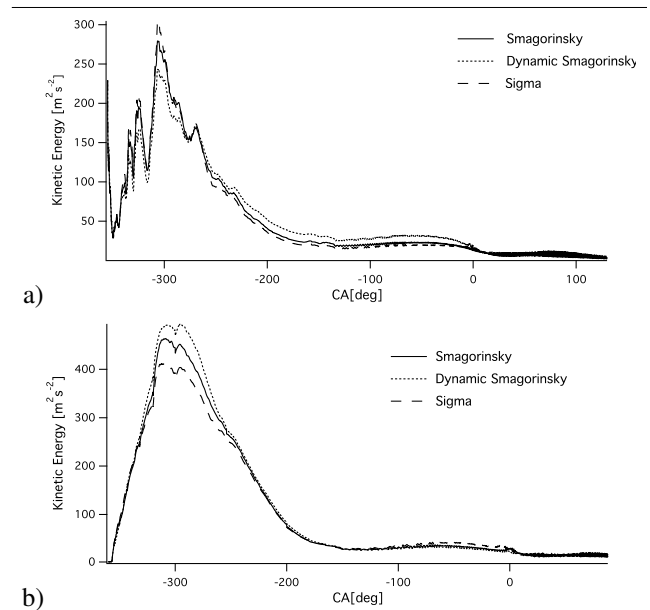 300
250
200
150
100
50
Kinetic Energy [m² s⁻²]
Smagorinsky
Dynamic Smagorinsky
Sigma
-300 -200 -100 0 100
CA[deg]
a)
400
300
200
100
0
Kinetic Energy [m² s⁻²]
Smagorinsky
Dynamic Smagorinsky
Sigma
-300 -200 -100 0
CA[deg]
b)